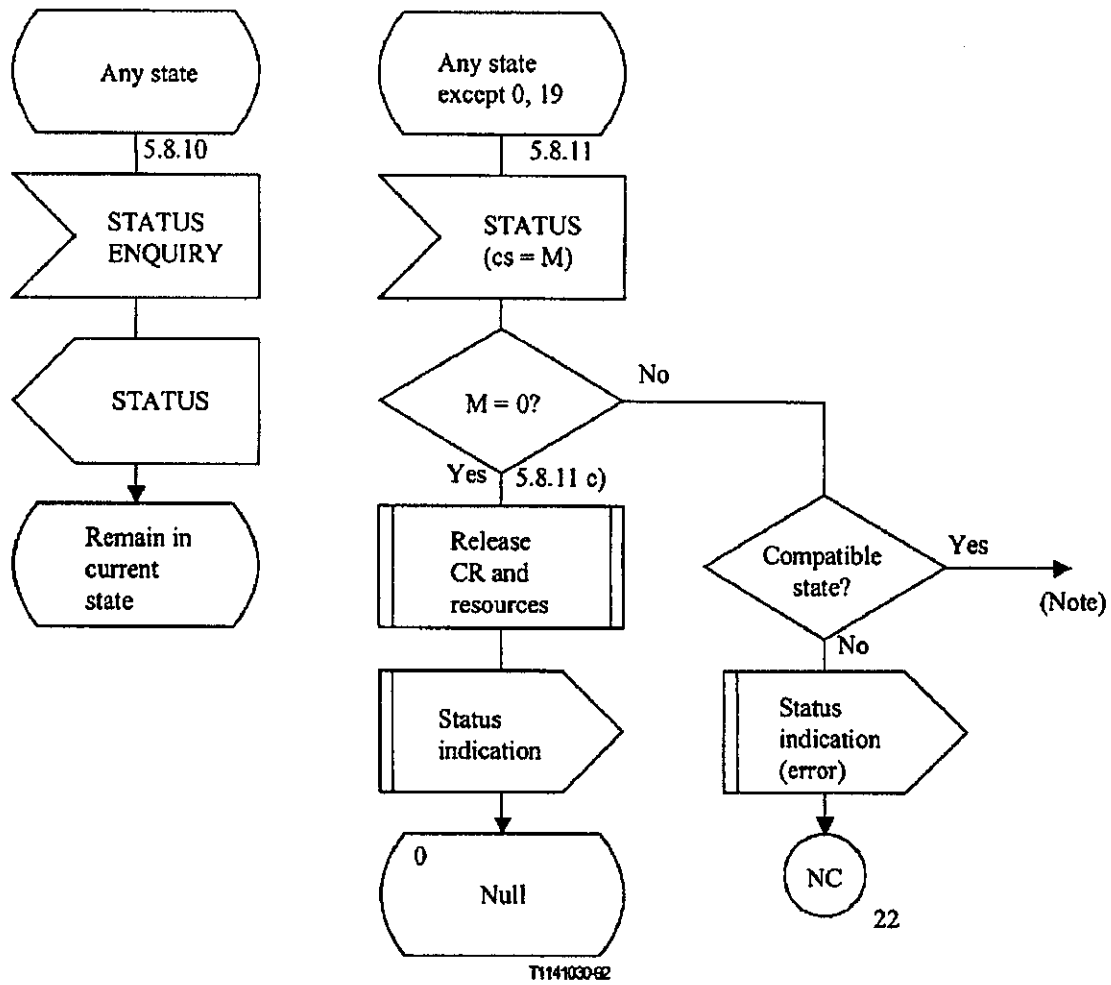 Any state
5.8.10
STATUS
ENQUIRY
STATUS
Remain in
current
state
Any state
except 0, 19
5.8.11
STATUS
(cs = M)
M = 0?
No
Yes
5.8.11 c)
Release
CR and
resources
Status
indication
0
Null
Compatible
state?
Yes
(Note)
No
Status
indication
(error)
NC
22
T1141030-92